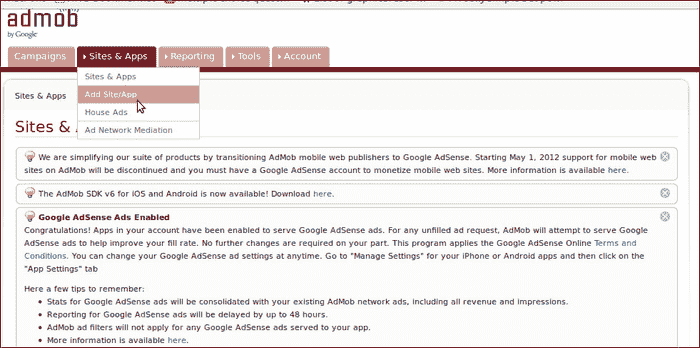 admob
by Google
Campaigns
Sites & Apps
Reporting
Tools
Account
Sites & Apps
Add Site/App
House Ads
Ad Network Mediation
Sites & Apps
Sites &
We are simplifying our suite of products by transitioning AdMob mobile web publishers to Google AdSense. Starting May 1, 2012 support for mobile web
sites on AdMob will be discontinued and you must have a Google AdSense account to monetize mobile web sites. More information is available here.
The AdMob SDK v6 for iOS and Android is now available! Download here.
Google AdSense Ads Enabled
Congratulations! Apps in your account have been enabled to serve Google AdSense ads. For any unfilled ad request, AdMob will attempt to serve Google
AdSense ads to help improve your fill rate. No further changes are required on your part. This program applies the Google AdSense Online Terms and
Conditions. You can change your Google AdSense ad settings at anytime. Go to "Manage Settings" for your iPhone or Android apps and then click on the
"App Settings" tab
Here are a few tips to remember:
Stats for Google AdSense ads will be consolidated with your existing AdMob network ads, including all revenue and impressions.
Reporting for Google AdSense ads will be delayed by up to 48 hours.
AdMob ad filters will not apply for any Google AdSense ads served to your app.
More information is available here.